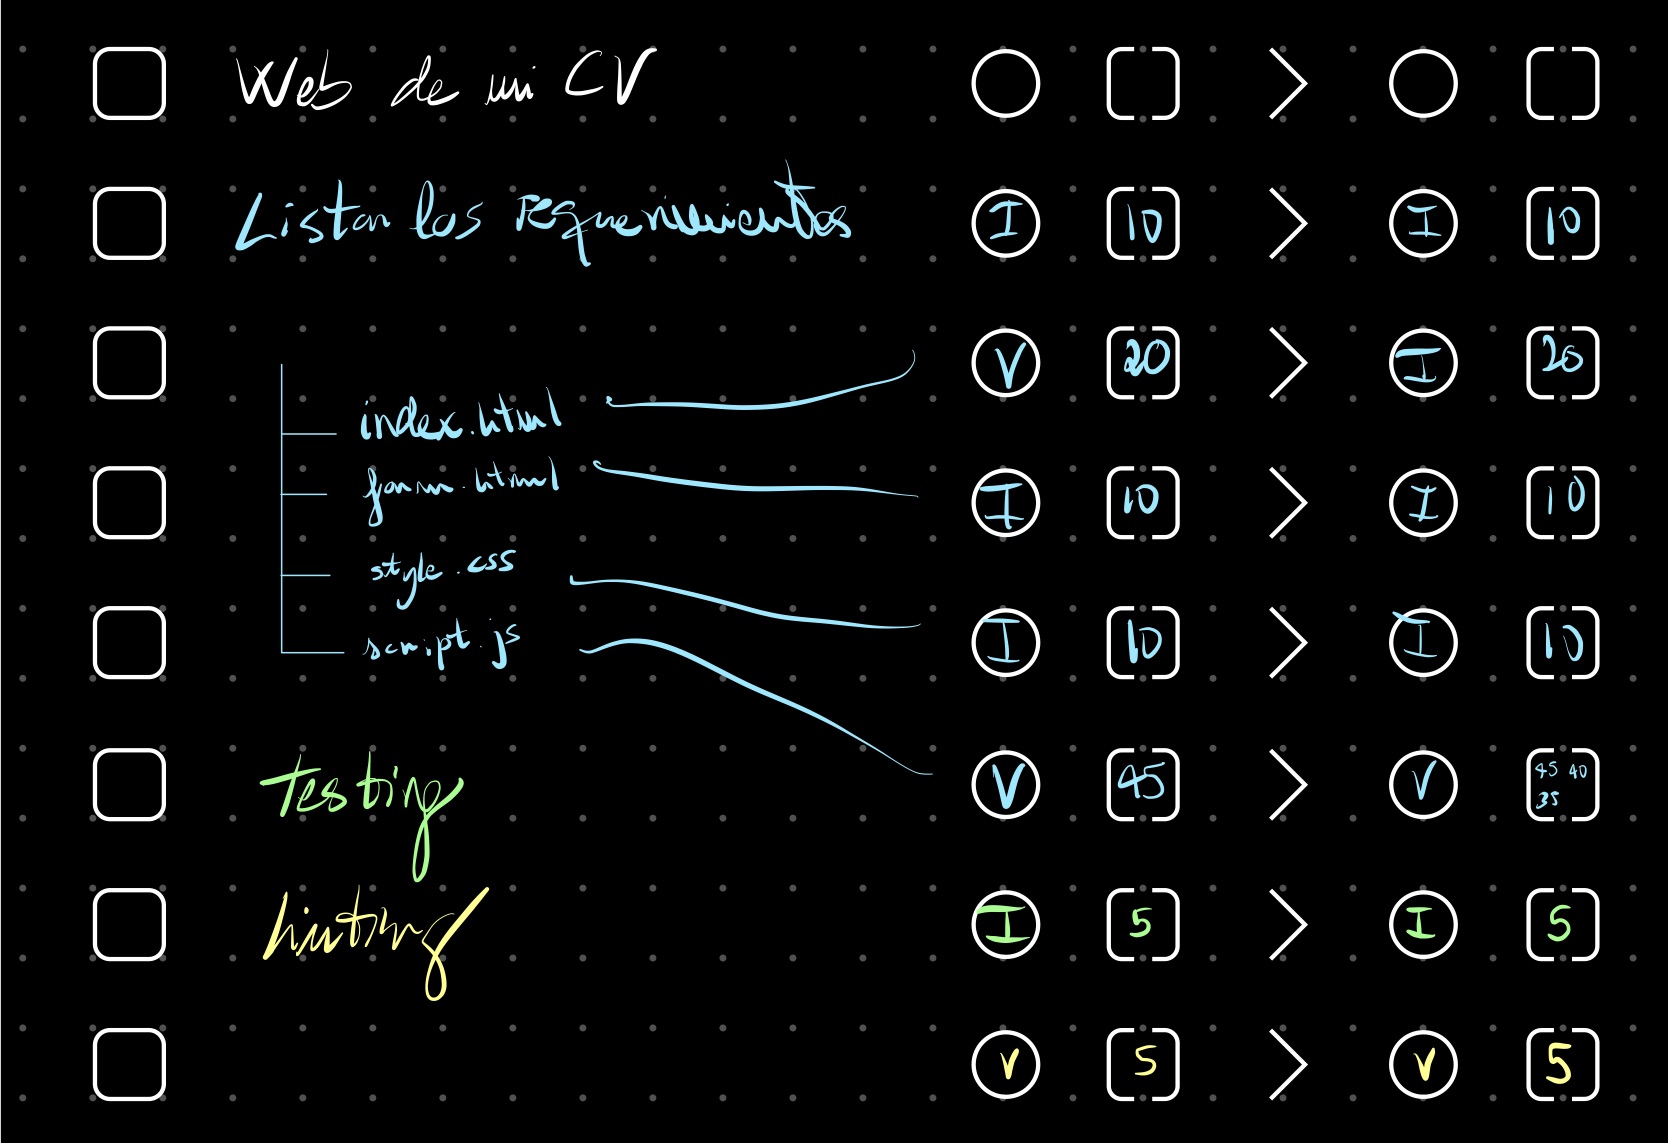 Web de mi CV
Listar los requerimientos I 10 > I 10
V 20 > I 20
index.html
form.html I 10 > I 10
style.css
script.js I 10 > I 10
Testing V 45 > V 45 40 35
Linting I 5 > I 5
V 5 > V 5